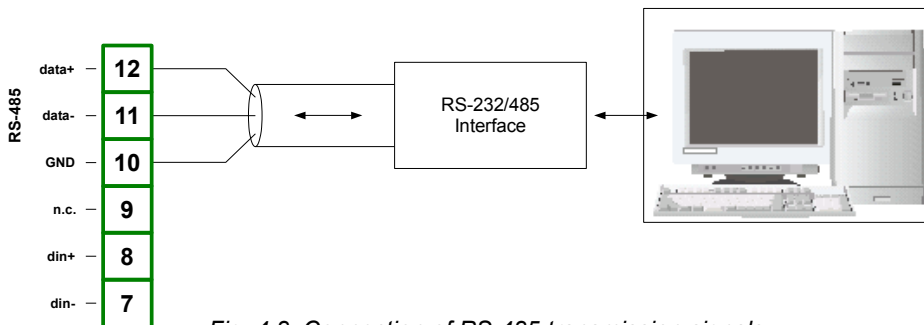 RS-485
data+ – 12
data- – 11
GND – 10
n.c. – 9
din+ – 8
din- – 7
RS-232/485
Interface